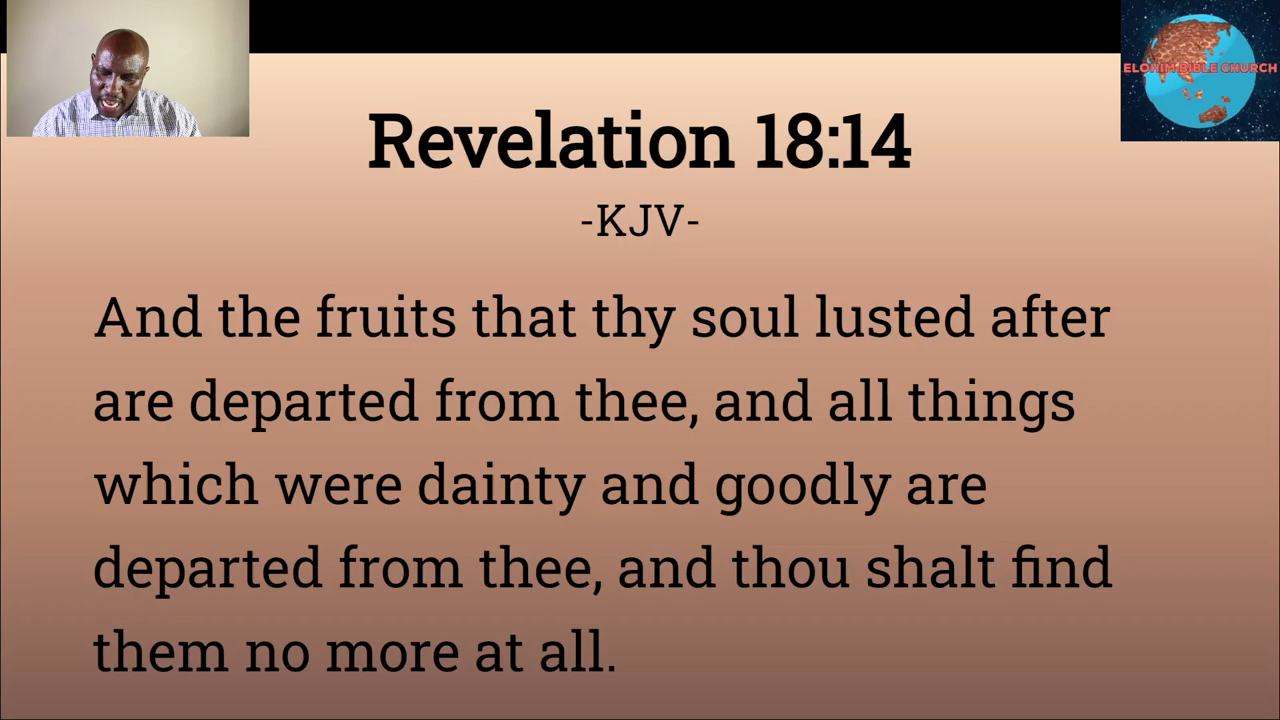 ELOHIM BIBLE CHURCH
Revelation 18:14
-KJV-
And the fruits that thy soul lusted after
are departed from thee, and all things
which were dainty and goodly are
departed from thee, and thou shalt find
them no more at all.